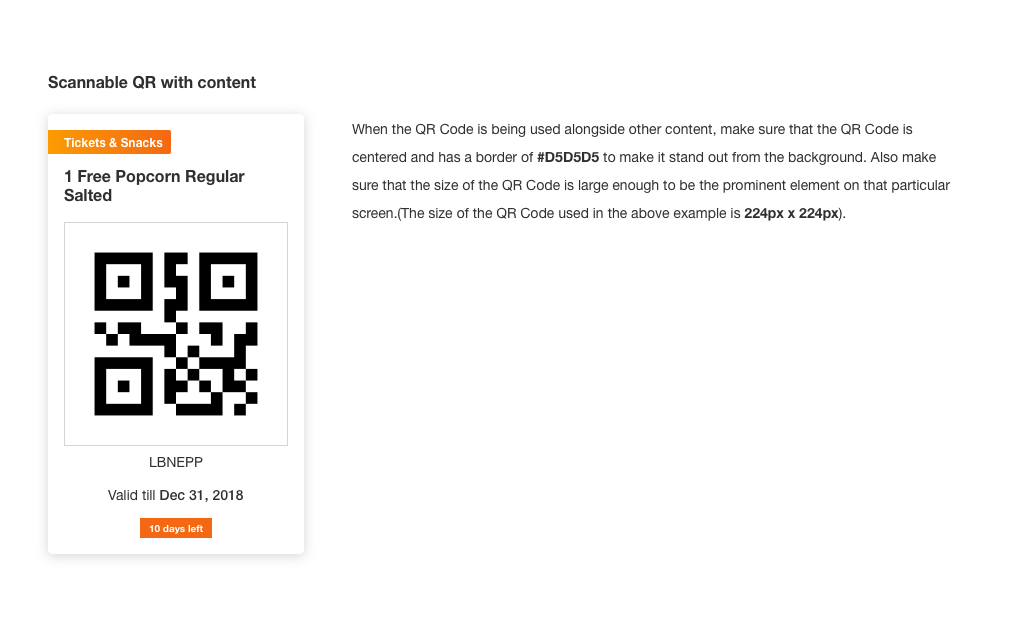 Scannable QR with content
Tickets & Snacks
1 Free Popcorn Regular
Salted
LBNEPP
Valid till Dec 31, 2018
10 days left
When the QR Code is being used alongside other content, make sure that the QR Code is
centered and has a border of #D5D5D5 to make it stand out from the background. Also make
sure that the size of the QR Code is large enough to be the prominent element on that particular
screen.(The size of the QR Code used in the above example is 224px x 224px).